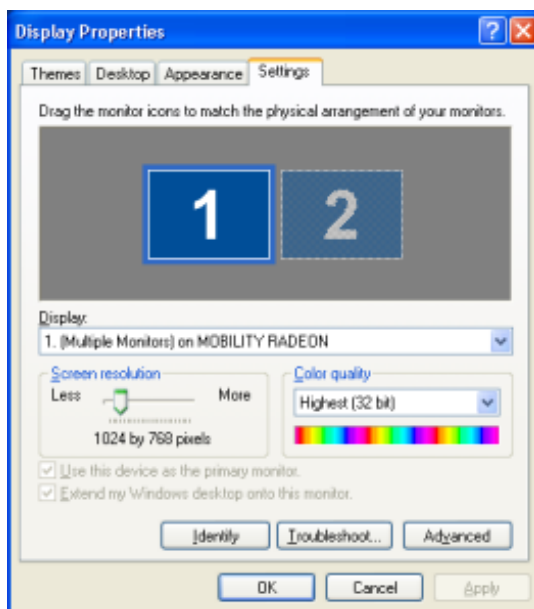 Display Properties
Themes Desktop Appearance Settings
Drag the monitor icons to match the physical arrangement of your monitors.
1 2
Display:
1. (Multiple Monitors) on MOBILITY RADEON
Screen resolution Color quality
Less More Highest (32 bit)
1024 by 768 pixels
Use this device as the primary monitor.
Extend my Windows desktop onto this monitor.
Identify Troubleshoot... Advanced
OK Cancel Apply